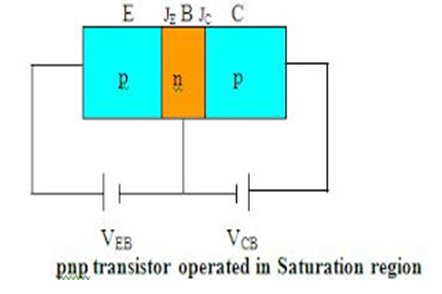 E J_E B J_C C
p n p
V_EB V_CB
pnp transistor operated in Saturation region